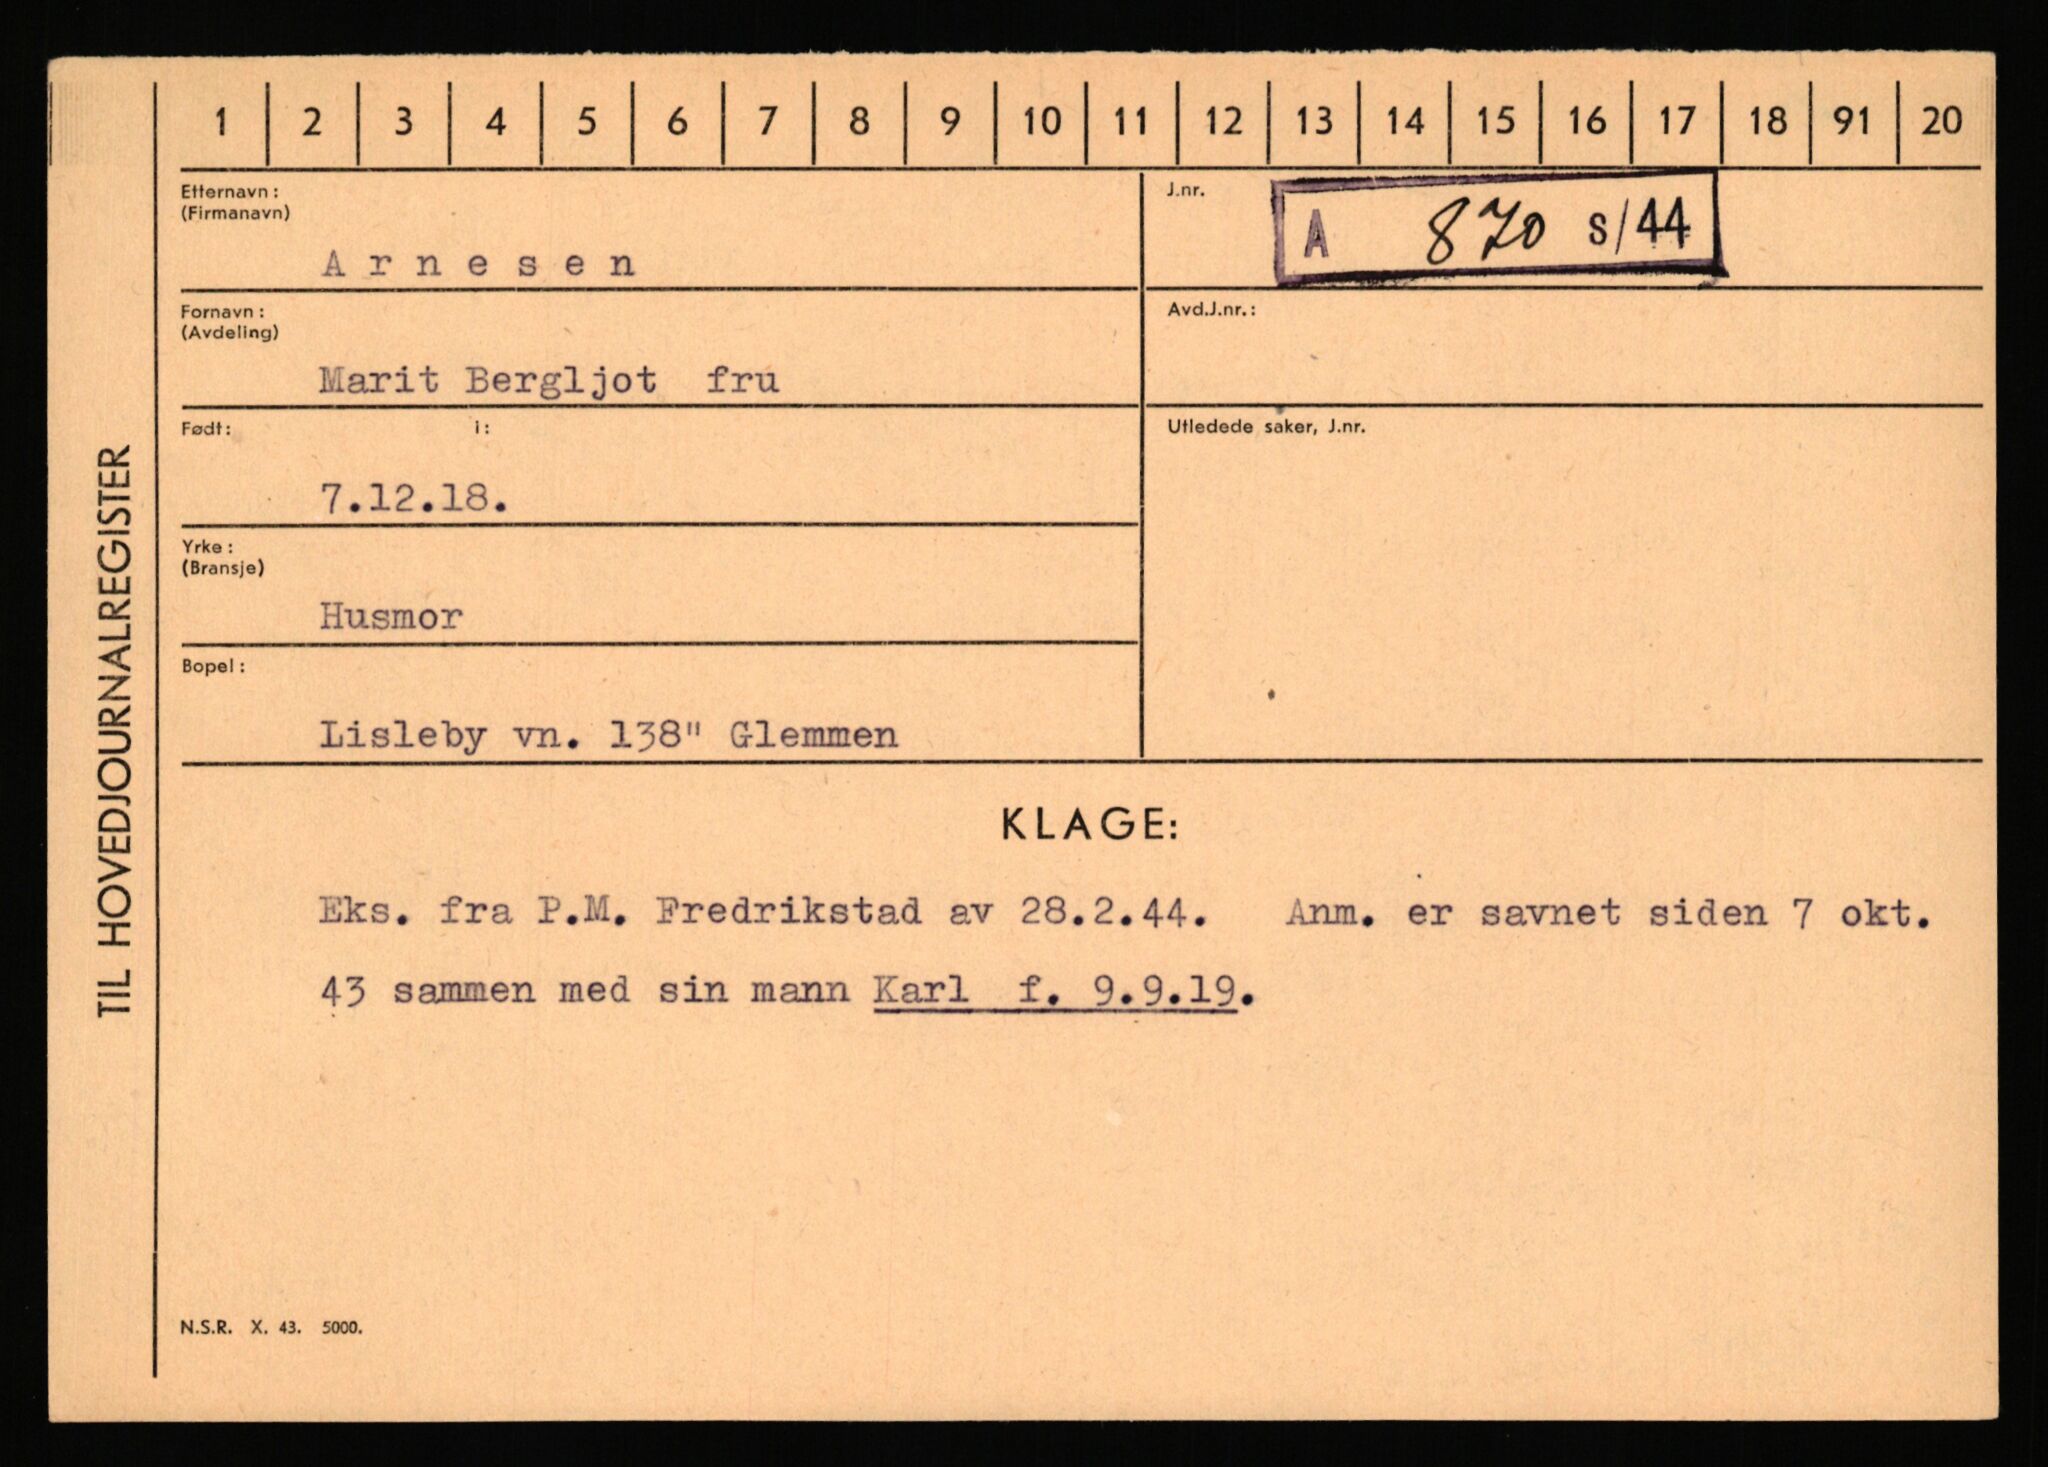 1 2 3 4 5 6 7 8 9 10 11 12 13 14 15 16 17 18 91 20
TIL HOVEDJOURNALREGISTER
Etternavn:
(Firmanavn)
Arnesen
J.nr.
A 870 s/44
Fornavn:
(Avdeling)
Marit Bergljot fru
Avd.J.nr.:
Født: i:
7.12.18.
Utledede saker, J.nr.
Yrke:
(Bransje)
Husmor
Bopel:
Lisleby vn. 138" Glemmen
KLAGE:
Eks. fra P.M. Fredrikstad av 28.2.44. Anm. er savnet siden 7 okt.
43 sammen med sin mann Karl f. 9.9.19.
N.S.R. X. 43. 5000.